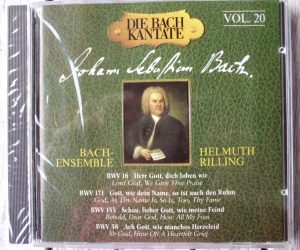 DIE BACH
KANTATE
VOL. 20
Johann Sebastian Bach.
BACH-
ENSEMBLE
HELMUTH
RILLING
BWV 16 Herr Gott, dich loben wir
Lord God, We Give Thee Praise
BWV 171 Gott, wie dein Name, so ist auch dein Ruhm
God, As Thy Name Is, So Is, Too, Thy Fame
BWV 153 Schau, lieber Gott, wie meine Feind
Behold, Dear God, How All My Foes
BWV 58 Ach Gott, wie manches Herzeleid
Ah God, How Oft A Heartfelt Grief